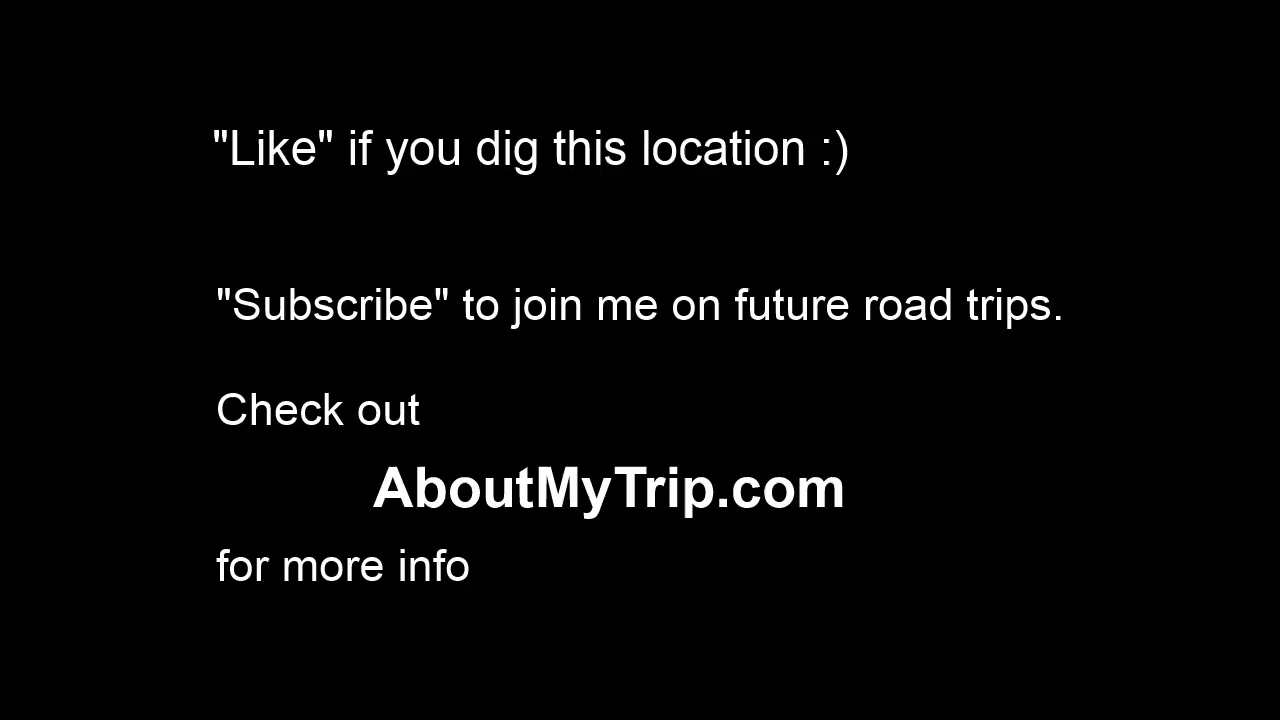 "Like" if you dig this location :)
"Subscribe" to join me on future road trips.
Check out
AboutMyTrip.com
for more info